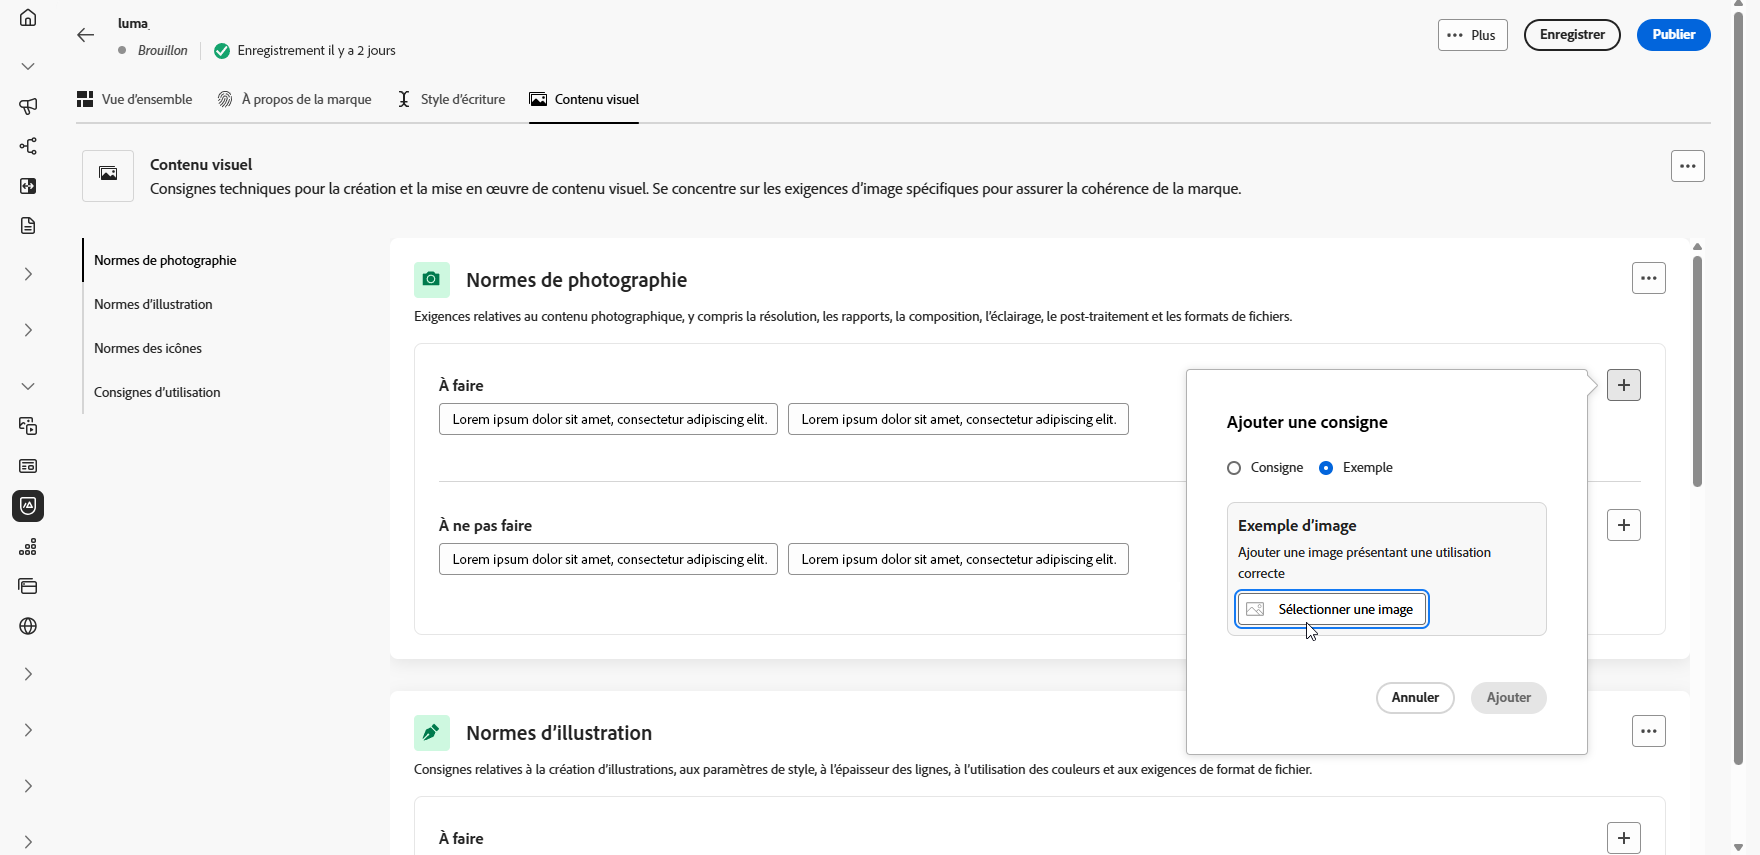 luma
Brouillon
Enregistrement il y a 2 jours
Plus
Enregistrer
Publier
Vue d’ensemble
À propos de la marque
Style d’écriture
Contenu visuel
Contenu visuel
Consignes techniques pour la création et la mise en œuvre de contenu visuel. Se concentre sur les exigences d’image spécifiques pour assurer la cohérence de la marque.
Normes de photographie
Normes d’illustration
Normes des icônes
Consignes d’utilisation
Normes de photographie
Exigences relatives au contenu photographique, y compris la résolution, les rapports, la composition, l’éclairage, le post-traitement et les formats de fichiers.
À faire
Lorem ipsum dolor sit amet, consectetur adipiscing elit.
Lorem ipsum dolor sit amet, consectetur adipiscing elit.
À ne pas faire
Lorem ipsum dolor sit amet, consectetur adipiscing elit.
Lorem ipsum dolor sit amet, consectetur adipiscing elit.
Ajouter une consigne
Consigne
Exemple
Exemple d’image
Ajouter une image présentant une utilisation
correcte
Sélectionner une image
Annuler
Ajouter
Normes d’illustration
Consignes relatives à la création d’illustrations, aux paramètres de style, à l’épaisseur des lignes, à l’utilisation des couleurs et aux exigences de format de fichier.
À faire